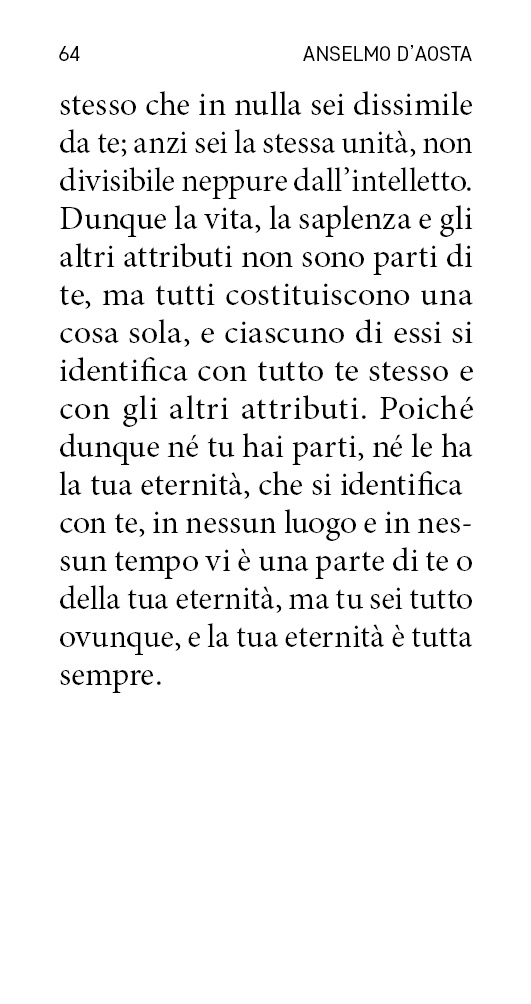 64 ANSELMO D'AOSTA
stesso che in nulla sei dissimile
da te; anzi sei la stessa unità, non
divisibile neppure dall'intelletto.
Dunque la vita, la saplenza e gli
altri attributi non sono parti di
te, ma tutti costituiscono una
cosa sola, e ciascuno di essi si
identifica con tutto te stesso e
con gli altri attributi. Poiché
dunque né tu hai parti, né le ha
la tua eternità, che si identifica
con te, in nessun luogo e in nes-
sun tempo vi è una parte di te o
della tua eternità, ma tu sei tutto
ovunque, e la tua eternità è tutta
sempre.